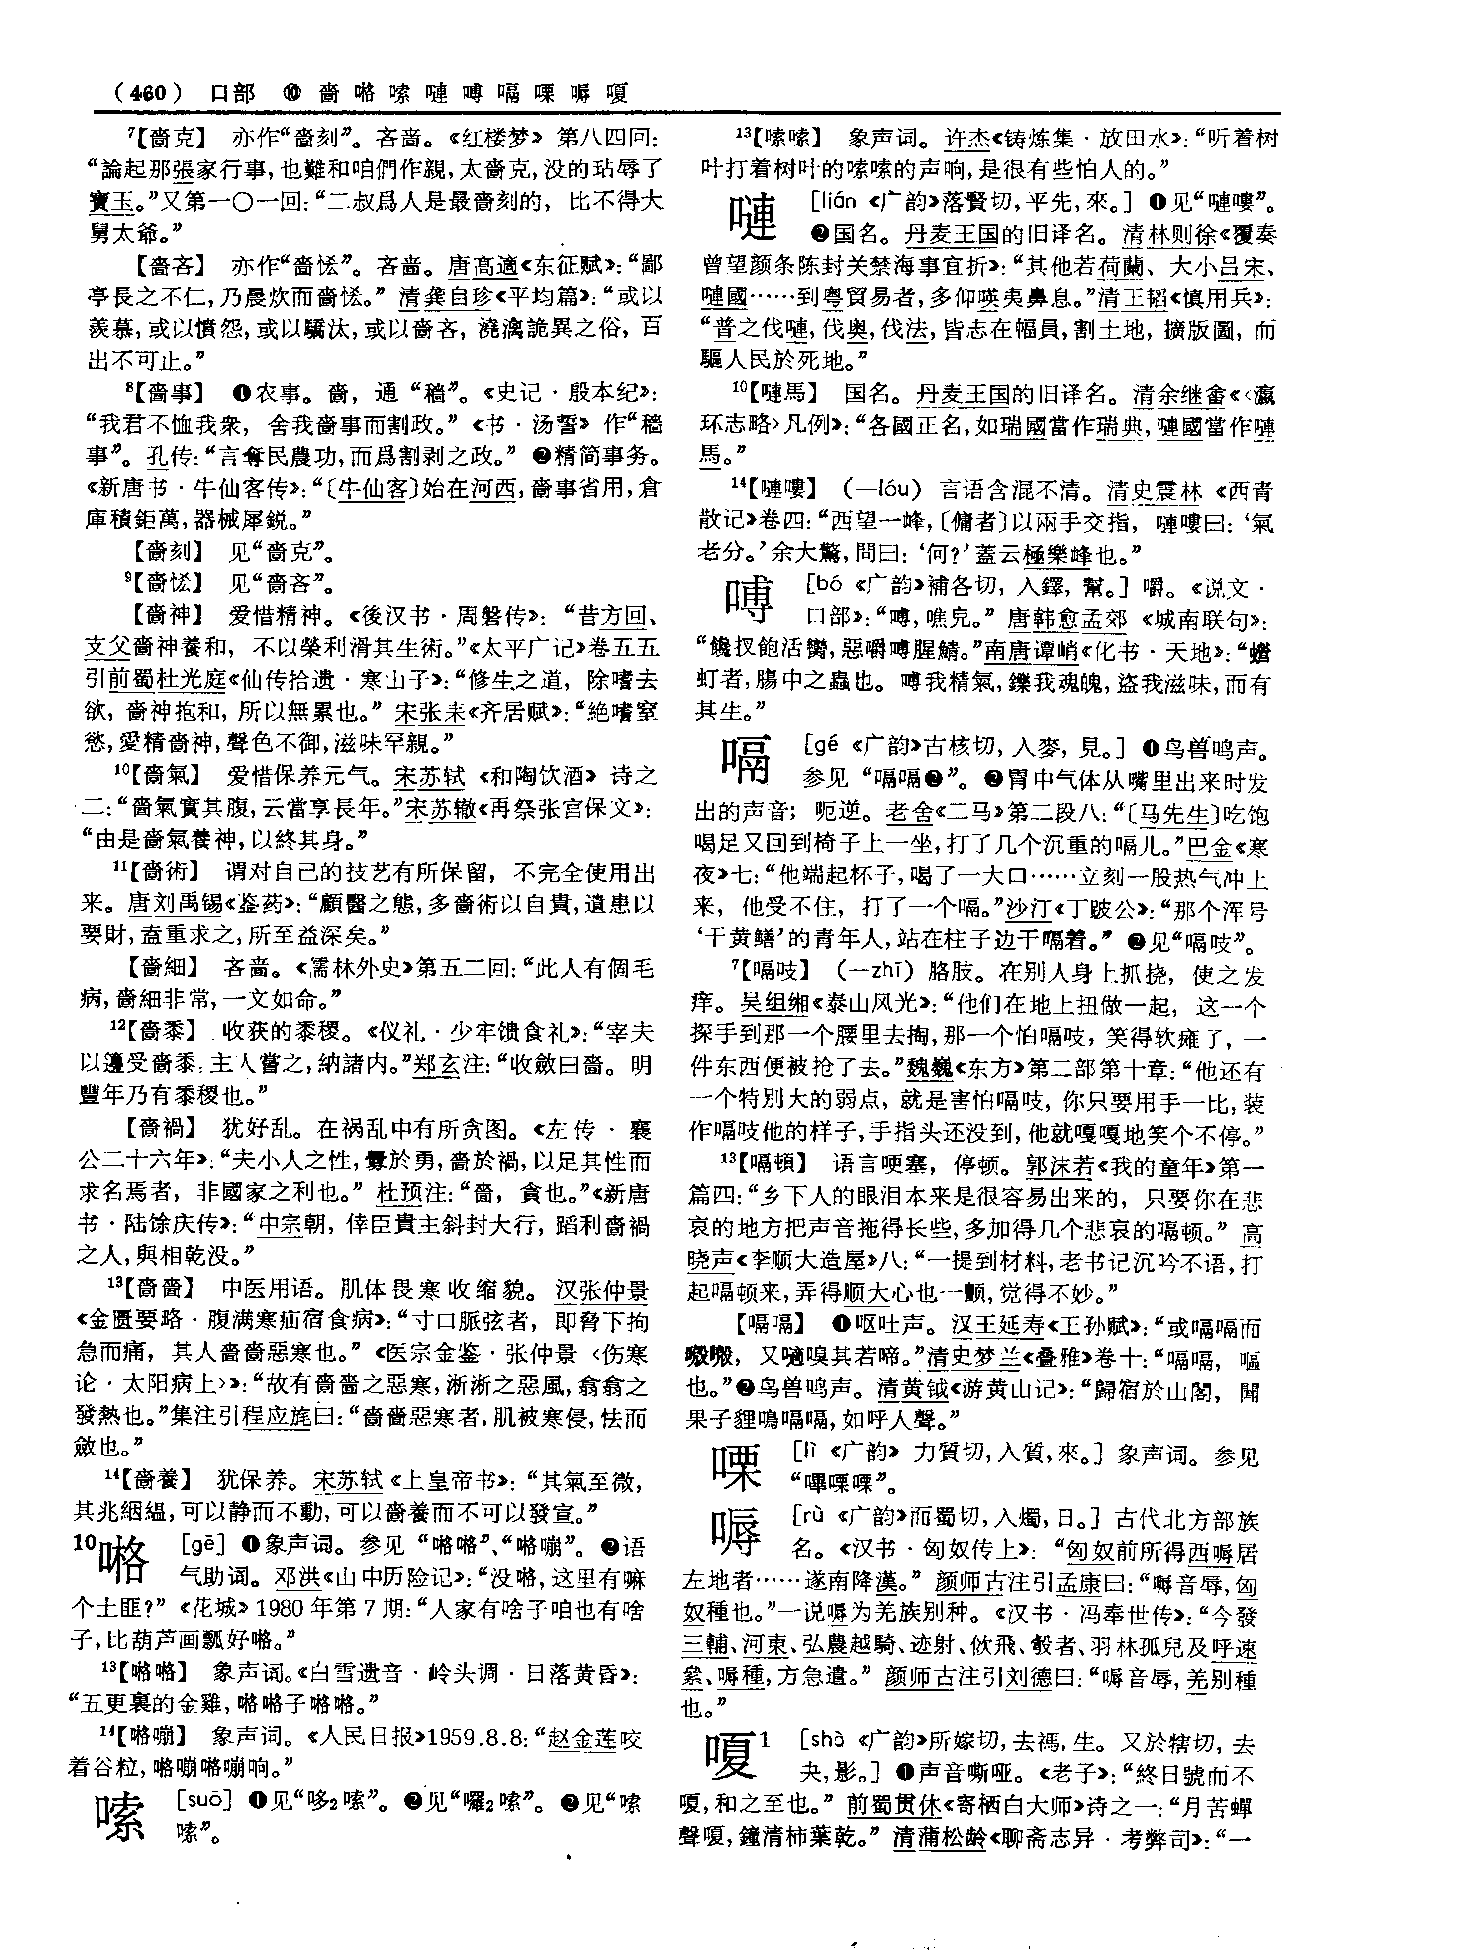 （460） 口部 ⑩ 嗇 咯 嗦 嗹 嚩 嗝 㗚 嗕 嗄
⁷【嗇克】 亦作“嗇刻”。吝啬。《红楼梦》第八四回：
“論起那張家行事，也難和咱們作親，太嗇克，没的玷辱了
寶玉。”又第一〇一回：“二叔爲人是最嗇刻的，比不得大
舅太爺。”
【嗇吝】 亦作“嗇恡”。吝啬。唐高適《东征赋》：“鄙
亭長之不仁，乃晨炊而嗇恡。”清龚自珍《平均篇》：“或以
羨慕，或以憤怨，或以驕汰，或以嗇吝，澆漓詭異之俗，百
出不可止。”
⁸【嗇事】 ❶农事。嗇，通“穡”。《史记·殷本纪》：
“我君不恤我衆，舍我嗇事而割政。”《书·汤誓》作“穡
事”。孔传：“言奪民農功，而爲割剥之政。”❷精简事务。
《新唐书·牛仙客传》：“〔牛仙客〕始在河西，嗇事省用，倉
庫積鉅萬，器械犀鋭。”
【嗇刻】 见“嗇克”。
⁹【嗇恡】 见“嗇吝”。
【嗇神】 爱惜精神。《後汉书·周磐传》：“昔方回、
支父嗇神養和，不以榮利滑其生術。”《太平广记》卷五五
引前蜀杜光庭《仙传拾遗·寒山子》：“修生之道，除嗜去
欲，嗇神抱和，所以無累也。”宋张耒《齐居赋》：“絶嗜窒
慾，愛精嗇神，聲色不御，滋味罕親。”
¹⁰【嗇氣】 爱惜保养元气。宋苏轼《和陶饮酒》诗之
二：“嗇氣實其腹，云當享長年。”宋苏辙《再祭张宫保文》：
“由是嗇氣養神，以終其身。”
¹¹【嗇術】 谓对自己的技艺有所保留，不完全使用出
来。唐刘禹锡《鉴药》：“顧醫之態，多嗇術以自貴，遺患以
要財，盍重求之，所至益深矣。”
【嗇細】 吝啬。《儒林外史》第五二回：“此人有個毛
病，嗇細非常，一文如命。”
¹²【嗇黍】 收获的黍稷。《仪礼·少牢馈食礼》：“宰夫
以籩受嗇黍，主人嘗之，納諸内。”郑玄注：“收斂曰嗇。明
豐年乃有黍稷也。”
【嗇禍】 犹好乱。在祸乱中有所贪图。《左传·襄
公二十六年》：“夫小人之性，釁於勇，嗇於禍，以足其性而
求名焉者，非國家之利也。”杜预注：“嗇，貪也。”《新唐
书·陆馀庆传》：“中宗朝，倖臣貴主斜封大行，蹈利嗇禍
之人，與相乾没。”
¹³【嗇嗇】 中医用语。肌体畏寒收缩貌。汉张仲景
《金匮要略·腹满寒疝宿食病》：“寸口脈弦者，即脅下拘
急而痛，其人嗇嗇惡寒也。”《医宗金鉴·张仲景〈伤寒
论·太阳病上〉》：“故有嗇嗇之惡寒，淅淅之惡風，翕翕之
發熱也。”集注引程应旄曰：“嗇嗇惡寒者，肌被寒侵，怯而
斂也。”
¹⁴【嗇養】 犹保养。宋苏轼《上皇帝书》：“其氣至微，
其兆絪緼，可以静而不動，可以嗇養而不可以發宣。”
10 㗆 [gē] ❶象声词。参见“㗆㗆”、“㗆嘣”。❷语
气助词。邓洪《山中历险记》：“没㗆，这里有嘛
个土匪？”《花城》1980年第7期：“人家有啥子咱也有啥
子，比葫芦画瓢好㗆。”
¹³【㗆㗆】 象声词。《白雪遗音·岭头调·日落黄昏》：
“五更裏的金雞，㗆㗆子㗆㗆。”
¹⁴【㗆嘣】 象声词。《人民日报》1959.8.8：“赵金莲咬
着谷粒，㗆嘣㗆嘣响。”
嗦 [suō] ❶见“哆₂嗦”。❷见“囉₂嗦”。❷见“嗦
嗦”。
¹³【嗦嗦】 象声词。许杰《铸炼集·放田水》：“听着树
叶打着树叶的嗦嗦的声响，是很有些怕人的。”
嗹 [lián 《广韵》落賢切，平先，來。] ❶见“嗹嘍”。
❷国名。丹麦王国的旧译名。清林则徐《覆奏
曾望颜条陈封关禁海事宜折》：“其他若荷蘭、大小吕宋、
嗹國……到粤貿易者，多仰㗲夷鼻息。”清王韬《慎用兵》：
“普之伐嗹，伐奥，伐法，皆志在幅員，割土地，擴版圖，而
驅人民於死地。”
¹⁰【嗹馬】 国名。丹麦王国的旧译名。清余继畬《〈瀛
环志略〉凡例》：“各國正名，如瑞國當作瑞典，嗹國當作嗹
馬。”
¹⁴【嗹嘍】 （—lóu） 言语含混不清。清史震林《西青
散记》卷四：“西望一峰，〔傭者〕以兩手交指，嗹嘍曰：‘氣
老分。’余大驚，問曰：‘何？’蓋云極樂峰也。”
嚩 [bó 《广韵》補各切，入鐸，幫。] 嚼。《说文·
口部》：“嚩，噍皃。”唐韩愈孟郊《城南联句》：
“饞扠飽活臠，惡嚼嚩腥鯖。”南唐谭峭《化书·天地》：“蟯
蚘者，腸中之蟲也。嚩我精氣，鑠我魂魄，盜我滋味，而有
其生。”
嗝 [gé 《广韵》古核切，入麥，見。] ❶鸟兽鸣声。
参见“嗝嗝❷”。❷胃中气体从嘴里出来时发
出的声音；呃逆。老舍《二马》第二段八：“〔马先生〕吃饱
喝足又回到椅子上一坐，打了几个沉重的嗝儿。”巴金《寒
夜》七：“他端起杯子，喝了一大口……立刻一股热气冲上
来，他受不住，打了一个嗝。”沙汀《丁跛公》：“那个浑号
‘干黄鳝’的青年人，站在柱子边干嗝着。”❷见“嗝吱”。
⁷【嗝吱】 （—zhī） 胳肢。在别人身上抓挠，使之发
痒。吴组缃《泰山风光》：“他们在地上扭做一起，这一个
探手到那一个腰里去掏，那一个怕嗝吱，笑得软瘫了，一
件东西便被抢了去。”魏巍《东方》第二部第十章：“他还有
一个特别大的弱点，就是害怕嗝吱，你只要用手一比，装
作嗝吱他的样子，手指头还没到，他就嘎嘎地笑个不停。”
¹³【嗝頓】 语言哽塞，停顿。郭沫若《我的童年》第一
篇四：“乡下人的眼泪本来是很容易出来的，只要你在悲
哀的地方把声音拖得长些，多加得几个悲哀的嗝顿。”高
晓声《李顺大造屋》八：“一提到材料，老书记沉吟不语，打
起嗝顿来，弄得顺大心也一颤，觉得不妙。”
【嗝嗝】 ❶呕吐声。汉王延寿《王孙赋》：“或嗝嗝而
㗀㗀，又嘀嗅其若啼。”清史梦兰《叠雅》卷十：“嗝嗝，嘔
也。”❷鸟兽鸣声。清黄钺《游黄山记》：“歸宿於山閣，聞
果子貍鳴嗝嗝，如呼人聲。”
㗚 [lì 《广韵》力質切，入質，來。] 象声词。参见
“嗶㗚㗚”。
嗕 [rù 《广韵》而蜀切，入燭，日。] 古代北方部族
名。《汉书·匈奴传上》：“匈奴前所得西嗕居
左地者……遂南降漢。”颜师古注引孟康曰：“嗕音辱，匈
奴種也。”一说嗕为羌族别种。《汉书·冯奉世传》：“今發
三輔、河東、弘農越騎、迹射、佽飛、彀者、羽林孤兒及呼速
絫、嗕種，方急遣。”颜师古注引刘德曰：“嗕音辱，羌别種
也。”
嗄¹ [shà 《广韵》所嫁切，去禡，生。又於犗切，去
夬，影。] ❶声音嘶哑。《老子》：“終日號而不
嗄，和之至也。”前蜀贯休《寄栖白大师》诗之一：“月苦蟬
聲嗄，鐘清柿葉乾。”清蒲松龄《聊斋志异·考弊司》：“一